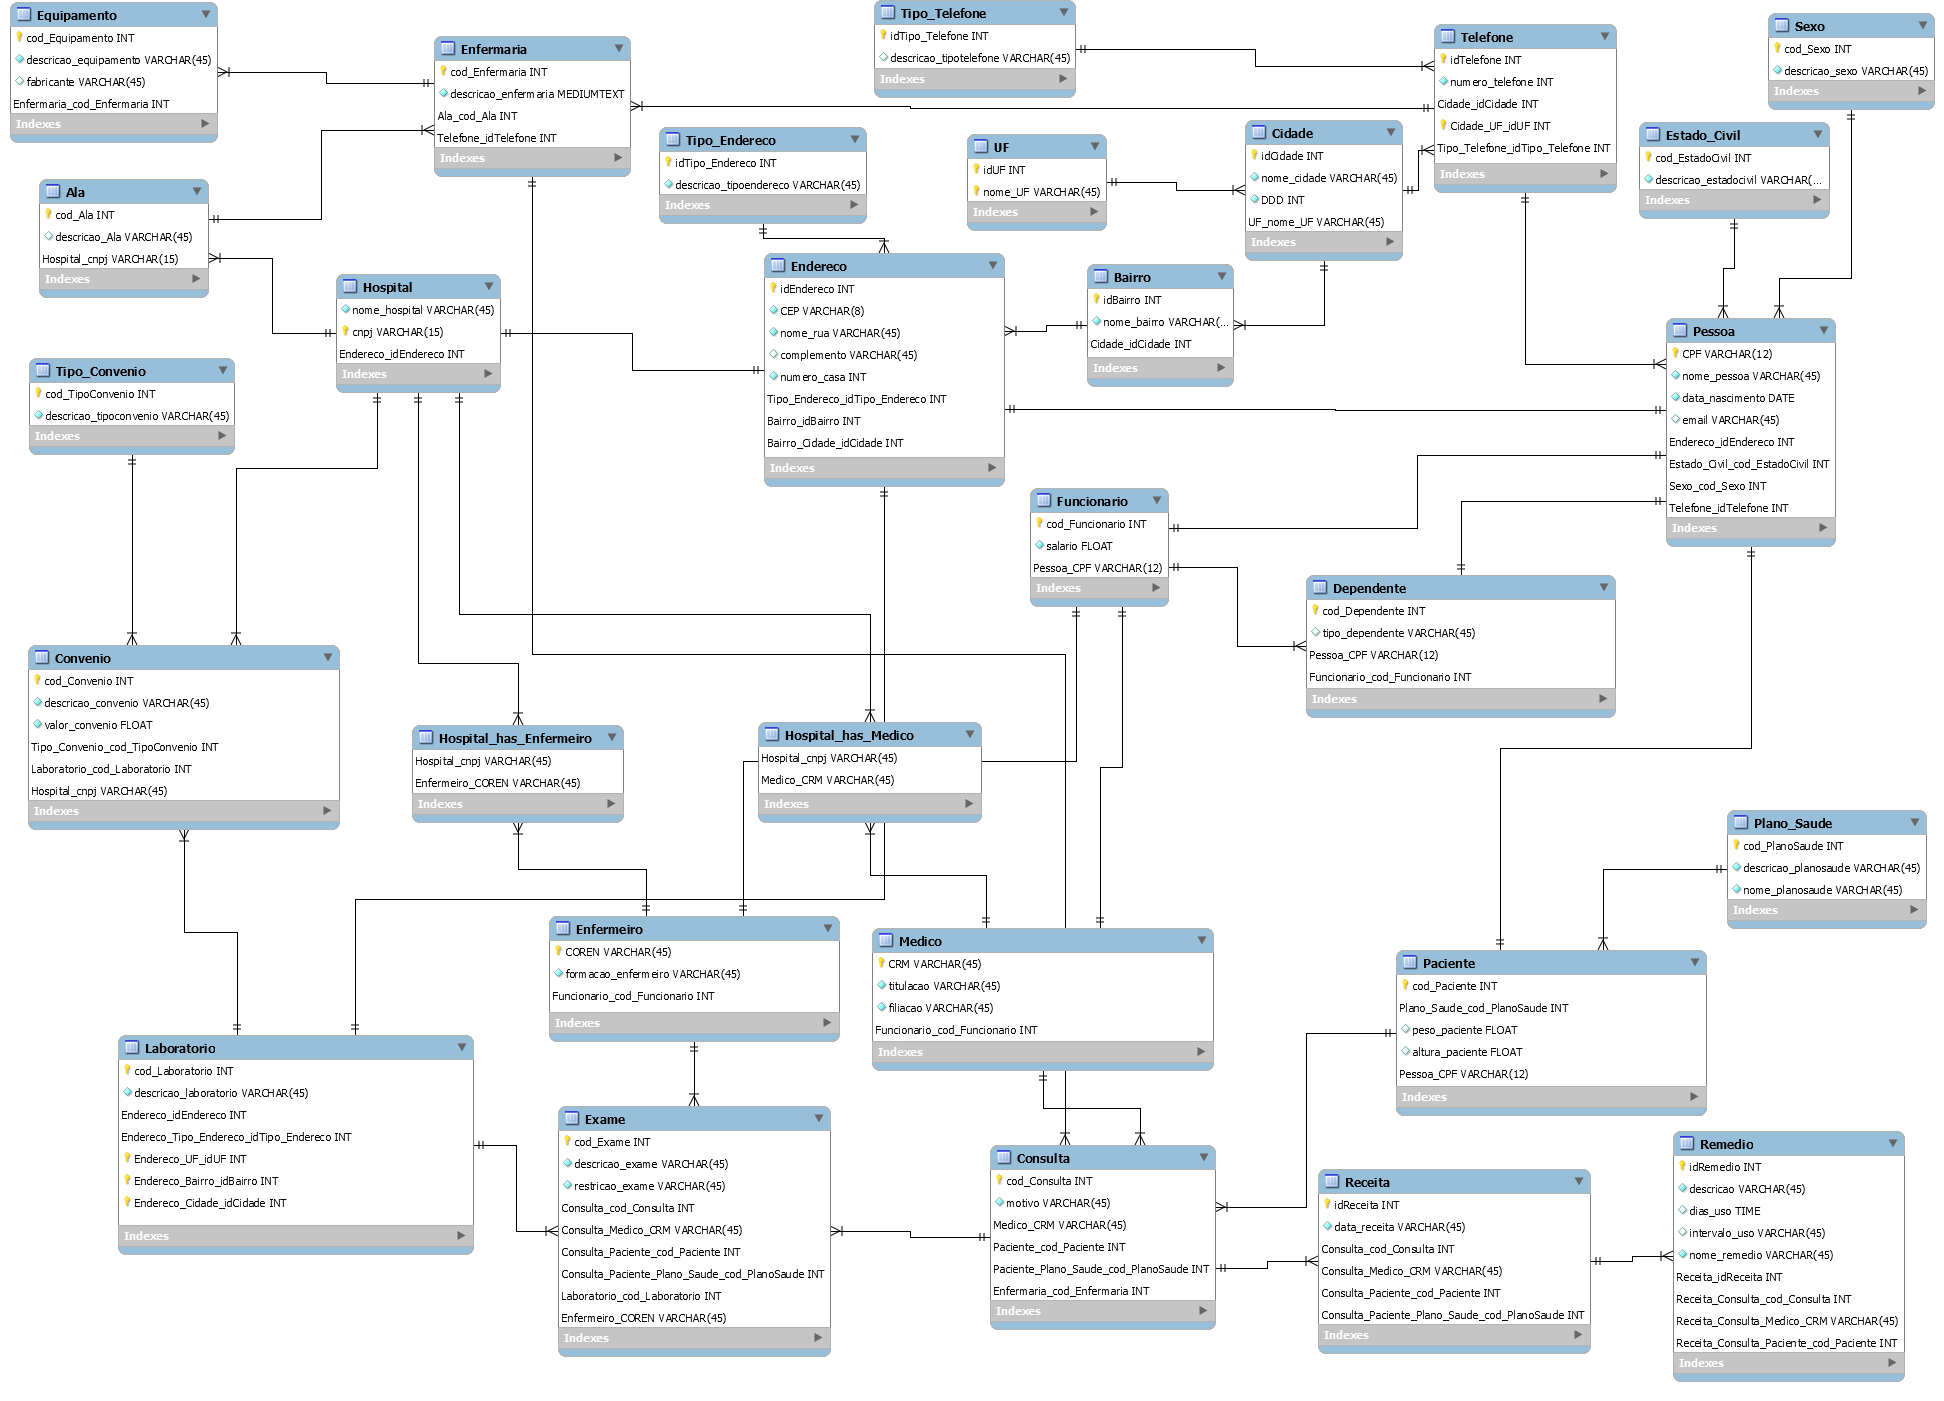 Equipamento
cod_Equipamento INT
descricao_equipamento VARCHAR(45)
fabricante VARCHAR(45)
Enfermaria_cod_Enfermaria INT
Indexes
Enfermaria
cod_Enfermaria INT
descricao_enfermaria MEDIUMTEXT
Ala_cod_Ala INT
Telefone_idTelefone INT
Indexes
Tipo_Telefone
idTipo_Telefone INT
descricao_tipotelefone VARCHAR(45)
Indexes
Telefone
idTelefone INT
numero_telefone INT
Cidade_idCidade INT
Cidade_UF_idUF INT
Tipo_Telefone_idTipo_Telefone INT
Indexes
Sexo
cod_Sexo INT
descricao_sexo VARCHAR(45)
Indexes
Tipo_Endereco
idTipo_Endereco INT
descricao_tipoendereco VARCHAR(45)
Indexes
UF
idUF INT
nome_UF VARCHAR(45)
Indexes
Cidade
idCidade INT
nome_cidade VARCHAR(45)
DDD INT
UF_nome_UF VARCHAR(45)
Indexes
Estado_Civil
cod_EstadoCivil INT
descricao_estadocivil VARCHAR(...
Indexes
Ala
cod_Ala INT
descricao_Ala VARCHAR(45)
Hospital_cnpj VARCHAR(15)
Indexes
Hospital
nome_hospital VARCHAR(45)
cnpj VARCHAR(15)
Endereco_idEndereco INT
Indexes
Endereco
idEndereco INT
CEP VARCHAR(8)
nome_rua VARCHAR(45)
complemento VARCHAR(45)
numero_casa INT
Tipo_Endereco_idTipo_Endereco INT
Bairro_idBairro INT
Bairro_Cidade_idCidade INT
Indexes
Bairro
idBairro INT
nome_bairro VARCHAR(...
Cidade_idCidade INT
Indexes
Pessoa
CPF VARCHAR(12)
nome_pessoa VARCHAR(45)
data_nascimento DATE
email VARCHAR(45)
Endereco_idEndereco INT
Estado_Civil_cod_EstadoCivil INT
Sexo_cod_Sexo INT
Telefone_idTelefone INT
Indexes
Tipo_Convenio
cod_TipoConvenio INT
descricao_tipoconvenio VARCHAR(45)
Indexes
Funcionario
cod_Funcionario INT
salario FLOAT
Pessoa_CPF VARCHAR(12)
Indexes
Dependente
cod_Dependente INT
tipo_dependente VARCHAR(45)
Pessoa_CPF VARCHAR(12)
Funcionario_cod_Funcionario INT
Indexes
Convenio
cod_Convenio INT
descricao_convenio VARCHAR(45)
valor_convenio FLOAT
Tipo_Convenio_cod_TipoConvenio INT
Laboratorio_cod_Laboratorio INT
Hospital_cnpj VARCHAR(45)
Indexes
Hospital_has_Enfermeiro
Hospital_cnpj VARCHAR(45)
Enfermeiro_COREN VARCHAR(45)
Indexes
Hospital_has_Medico
Hospital_cnpj VARCHAR(45)
Medico_CRM VARCHAR(45)
Indexes
Plano_Saude
cod_PlanoSaude INT
descricao_planosaude VARCHAR(45)
nome_planosaude VARCHAR(45)
Indexes
Enfermeiro
COREN VARCHAR(45)
formacao_enfermeiro VARCHAR(45)
Funcionario_cod_Funcionario INT
Indexes
Medico
CRM VARCHAR(45)
titulacao VARCHAR(45)
filiacao VARCHAR(45)
Funcionario_cod_Funcionario INT
Indexes
Paciente
cod_Paciente INT
Plano_Saude_cod_PlanoSaude INT
peso_paciente FLOAT
altura_paciente FLOAT
Pessoa_CPF VARCHAR(12)
Indexes
Laboratorio
cod_Laboratorio INT
descricao_laboratorio VARCHAR(45)
Endereco_idEndereco INT
Endereco_Tipo_Endereco_idTipo_Endereco INT
Endereco_UF_idUF INT
Endereco_Bairro_idBairro INT
Endereco_Cidade_idCidade INT
Indexes
Exame
cod_Exame INT
descricao_exame VARCHAR(45)
restricao_exame VARCHAR(45)
Consulta_cod_Consulta INT
Consulta_Medico_CRM VARCHAR(45)
Consulta_Paciente_cod_Paciente INT
Consulta_Paciente_Plano_Saude_cod_PlanoSaude INT
Laboratorio_cod_Laboratorio INT
Enfermeiro_COREN VARCHAR(45)
Indexes
Consulta
cod_Consulta INT
motivo VARCHAR(45)
Medico_CRM VARCHAR(45)
Paciente_cod_Paciente INT
Paciente_Plano_Saude_cod_PlanoSaude INT
Enfermaria_cod_Enfermaria INT
Indexes
Receita
idReceita INT
data_receita VARCHAR(45)
Consulta_cod_Consulta INT
Consulta_Medico_CRM VARCHAR(45)
Consulta_Paciente_cod_Paciente INT
Consulta_Paciente_Plano_Saude_cod_PlanoSaude INT
Indexes
Remedio
idRemedio INT
descricao VARCHAR(45)
dias_uso TIME
intervalo_uso VARCHAR(45)
nome_remedio VARCHAR(45)
Receita_idReceita INT
Receita_Consulta_cod_Consulta INT
Receita_Consulta_Medico_CRM VARCHAR(45)
Receita_Consulta_Paciente_cod_Paciente INT
Indexes